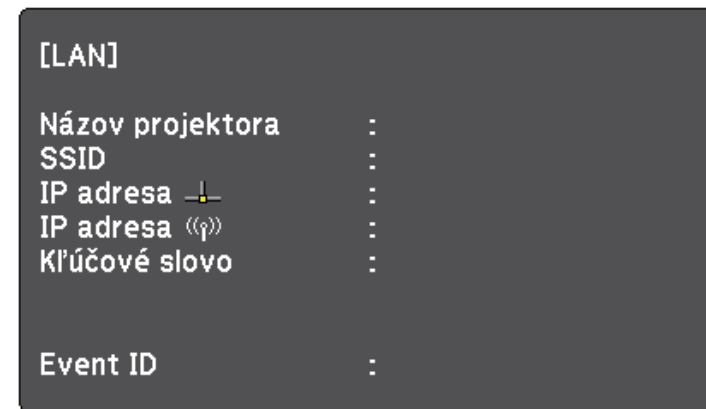 [LAN]
Názov projektora :
SSID :
IP adresa :
IP adresa :
Kľúčové slovo :
Event ID :